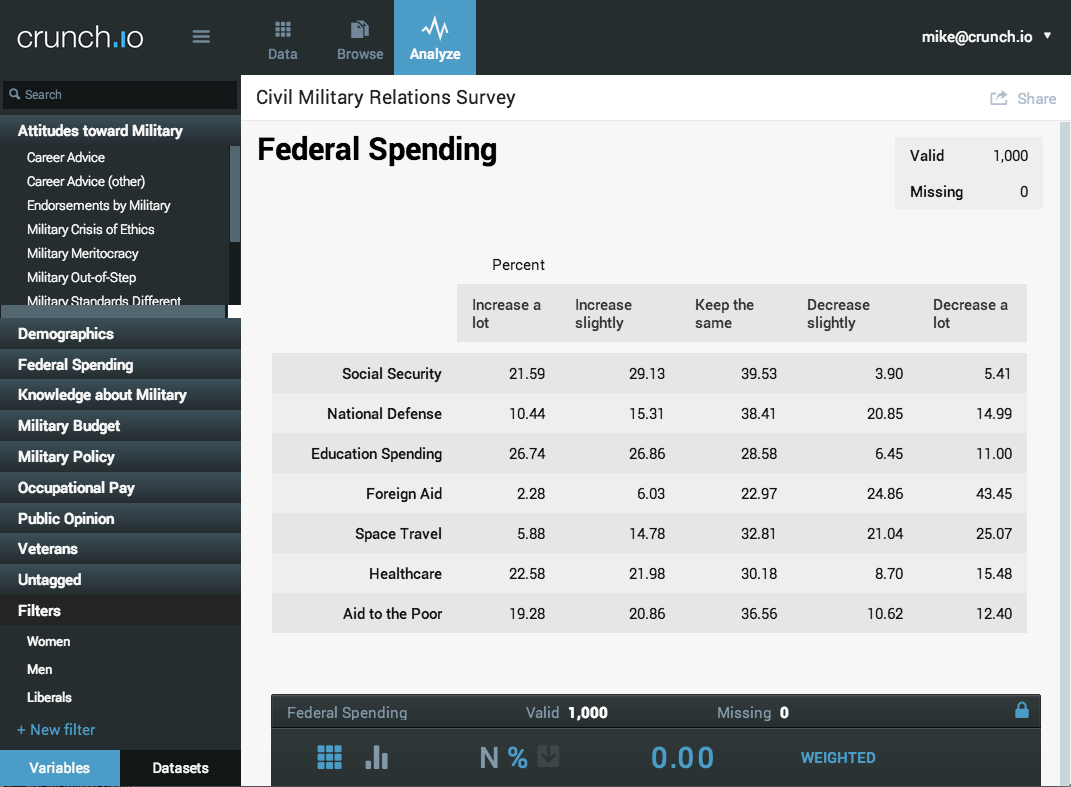 crunch.io
Data
Browse
Analyze
mike@crunch.io
Search
Civil Military Relations Survey
Share
Attitudes toward Military
Career Advice
Career Advice (other)
Endorsements by Military
Military Crisis of Ethics
Military Meritocracy
Military Out-of-Step
Military Standards Different
Demographics
Federal Spending
Knowledge about Military
Military Budget
Military Policy
Occupational Pay
Public Opinion
Veterans
Untagged
Filters
Women
Men
Liberals
+ New filter
Variables Datasets
Federal Spending
Valid 1,000
Missing 0
Percent
Increase a lot Increase slightly Keep the same Decrease slightly Decrease a lot
Social Security 21.59 29.13 39.53 3.90 5.41
National Defense 10.44 15.31 38.41 20.85 14.99
Education Spending 26.74 26.86 28.58 6.45 11.00
Foreign Aid 2.28 6.03 22.97 24.86 43.45
Space Travel 5.88 14.78 32.81 21.04 25.07
Healthcare 22.58 21.98 30.18 8.70 15.48
Aid to the Poor 19.28 20.86 36.56 10.62 12.40
Federal Spending Valid 1,000 Missing 0
N % 0.00 WEIGHTED